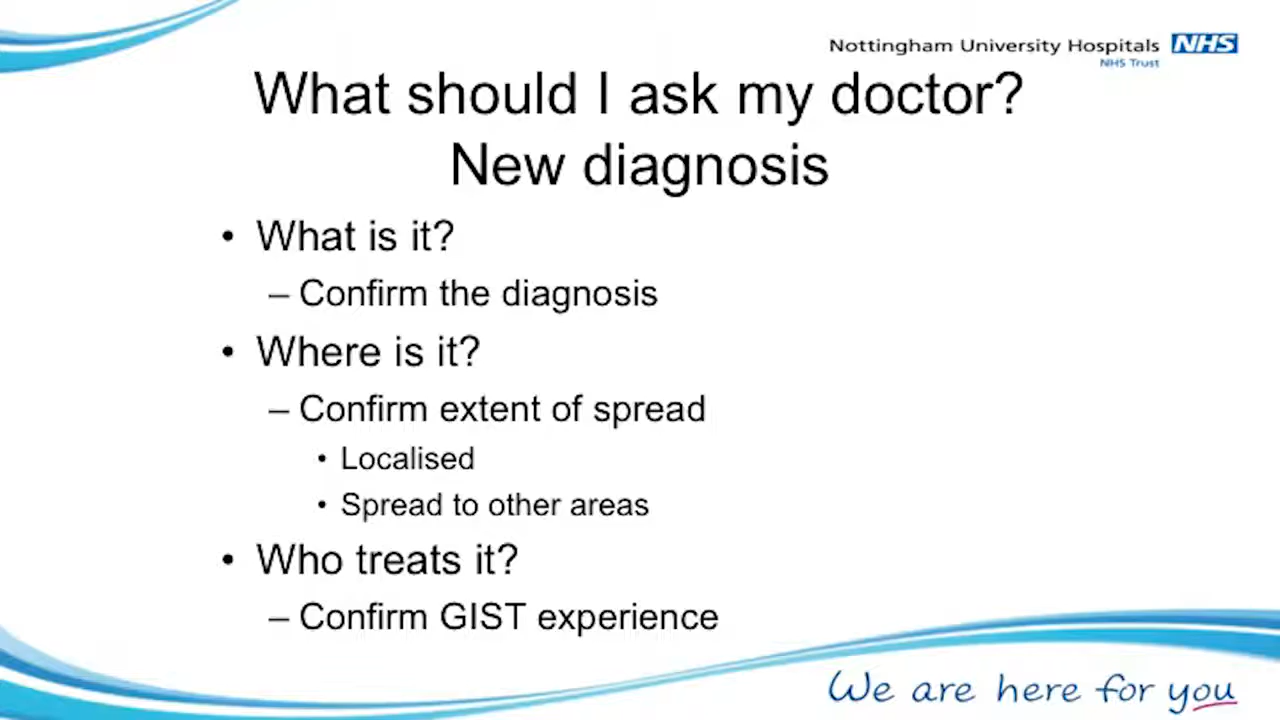 Nottingham University Hospitals NHS
NHS Trust
What should I ask my doctor?
New diagnosis
• What is it?
– Confirm the diagnosis
• Where is it?
– Confirm extent of spread
• Localised
• Spread to other areas
• Who treats it?
– Confirm GIST experience
We are here for you